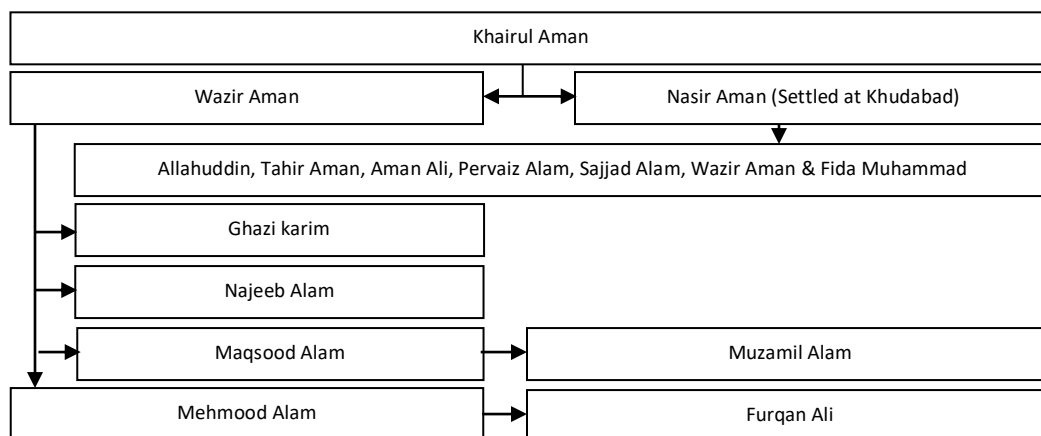 Khairul Aman
Wazir Aman
Nasir Aman (Settled at Khudabad)
Allahuddin, Tahir Aman, Aman Ali, Pervaiz Alam, Sajjad Alam, Wazir Aman & Fida Muhammad
Ghazi karim
Najeeb Alam
Maqsood Alam
Muzamil Alam
Mehmood Alam
Furqan Ali